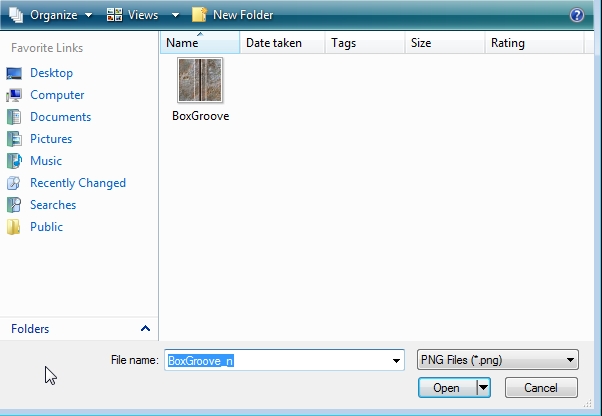 Organize Views New Folder
Favorite Links
Desktop
Computer
Documents
Pictures
Music
Recently Changed
Searches
Public
Folders
Name Date taken Tags Size Rating
BoxGroove
File name: BoxGroove_n PNG Files (*.png)
Open Cancel